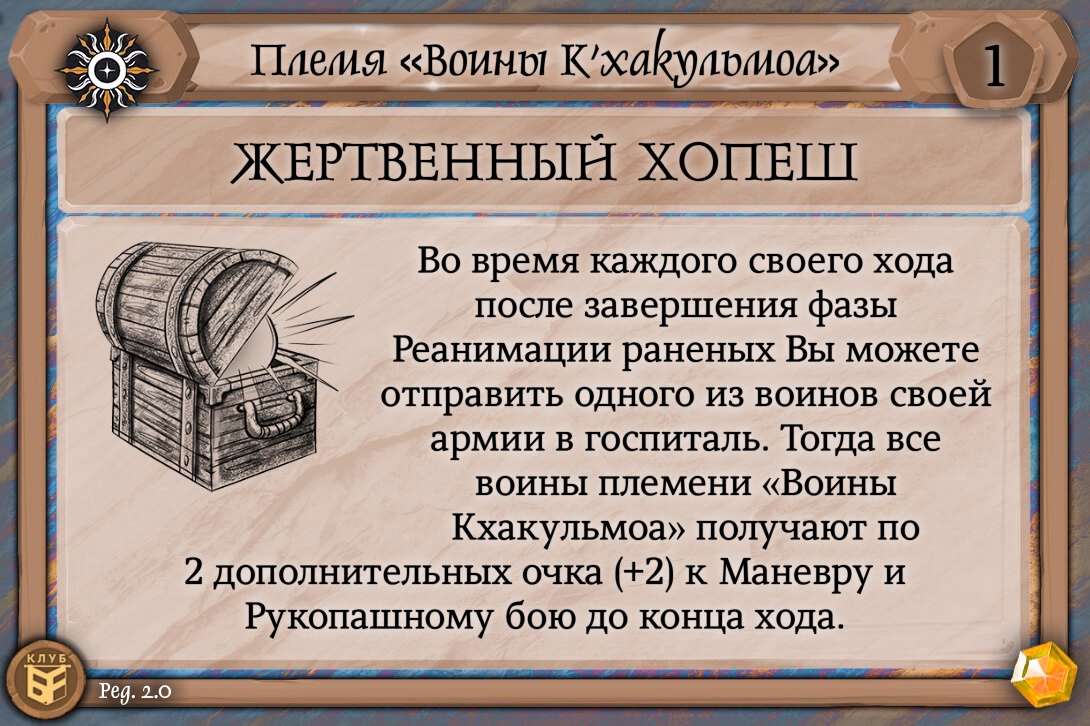 Племя «Воины К'хакульмоа»
1
ЖЕРТВЕННЫЙ ХОПЕШ
Во время каждого своего хода
после завершения фазы
Реанимации раненых Вы можете
отправить одного из воинов своей
армии в госпиталь. Тогда все
воины племени «Воины
Кхакульмоа» получают по
2 дополнительных очка (+2) к Маневру и
Рукопашному бою до конца хода.
КЛУБ
Ред. 2.0